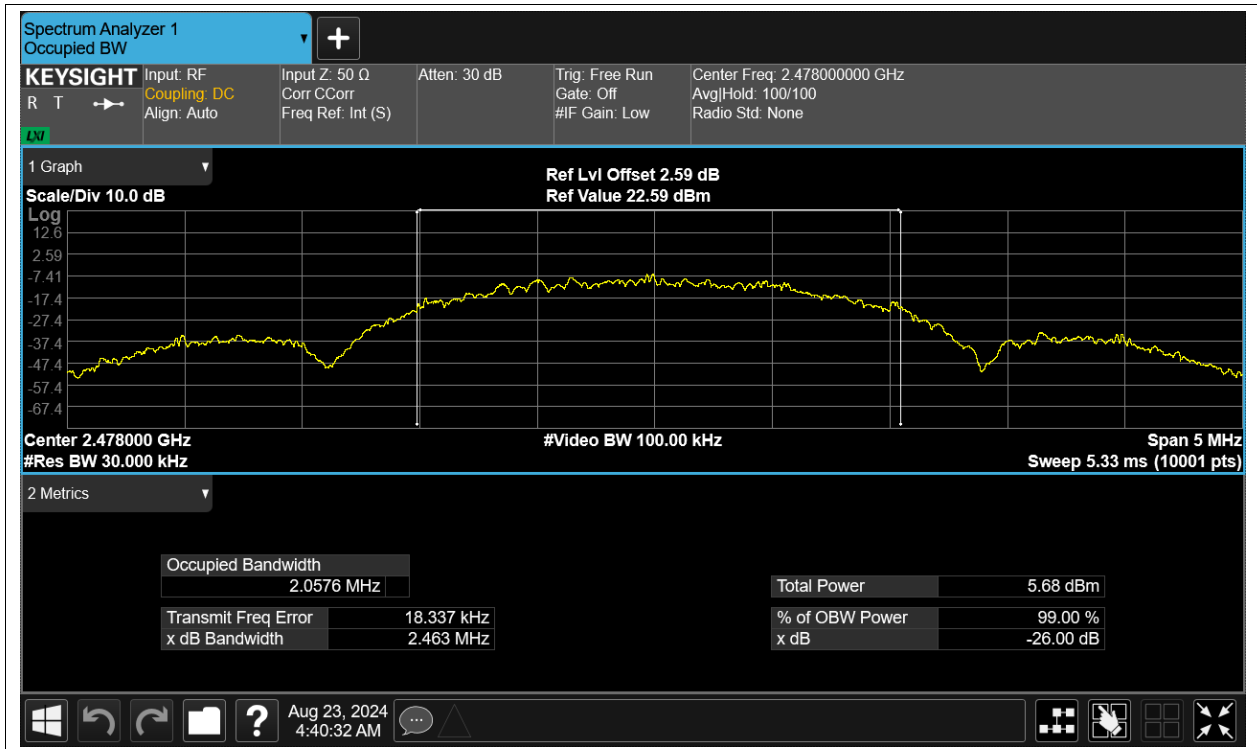 Spectrum Analyzer 1
Occupied BW
KEYSIGHT
R T
LXI
Input: RF
Coupling: DC
Align: Auto
Input Z: 50 Ω
Corr CCorr
Freq Ref: Int (S)
Atten: 30 dB
Trig: Free Run
Gate: Off
#IF Gain: Low
Center Freq: 2.478000000 GHz
Avg|Hold: 100/100
Radio Std: None
1 Graph
Scale/Div 10.0 dB
Ref Lvl Offset 2.59 dB
Ref Value 22.59 dBm
Log
12.6
2.59
-7.41
-17.4
-27.4
-37.4
-47.4
-57.4
-67.4
Center 2.478000 GHz
#Video BW 100.00 kHz
Span 5 MHz
#Res BW 30.000 kHz
Sweep 5.33 ms (10001 pts)
2 Metrics
Occupied Bandwidth
2.0576 MHz
Total Power 5.68 dBm
Transmit Freq Error 18.337 kHz
% of OBW Power 99.00 %
x dB Bandwidth 2.463 MHz
x dB -26.00 dB
?
Aug 23, 2024
4:40:32 AM